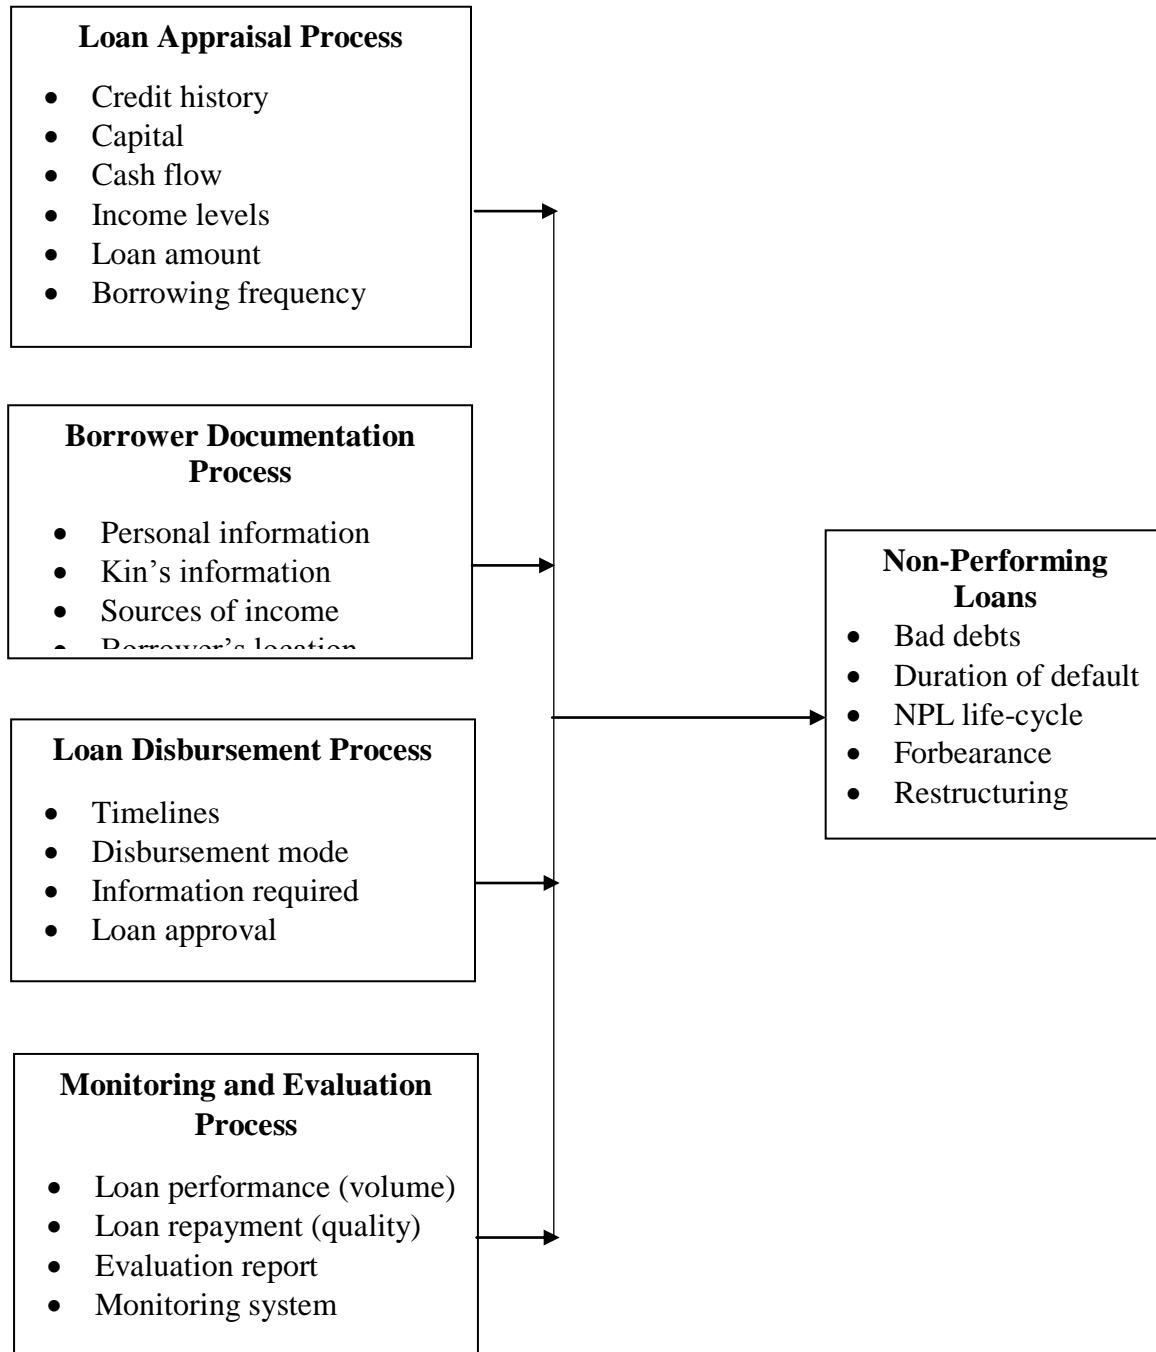 Loan Appraisal Process
• Credit history
• Capital
• Cash flow
• Income levels
• Loan amount
• Borrowing frequency
Borrower Documentation
Process
• Personal information
• Kin’s information
• Sources of income
• Borrower’s location
Loan Disbursement Process
• Timelines
• Disbursement mode
• Information required
• Loan approval
Monitoring and Evaluation
Process
• Loan performance (volume)
• Loan repayment (quality)
• Evaluation report
• Monitoring system
Non-Performing
Loans
• Bad debts
• Duration of default
• NPL life-cycle
• Forbearance
• Restructuring